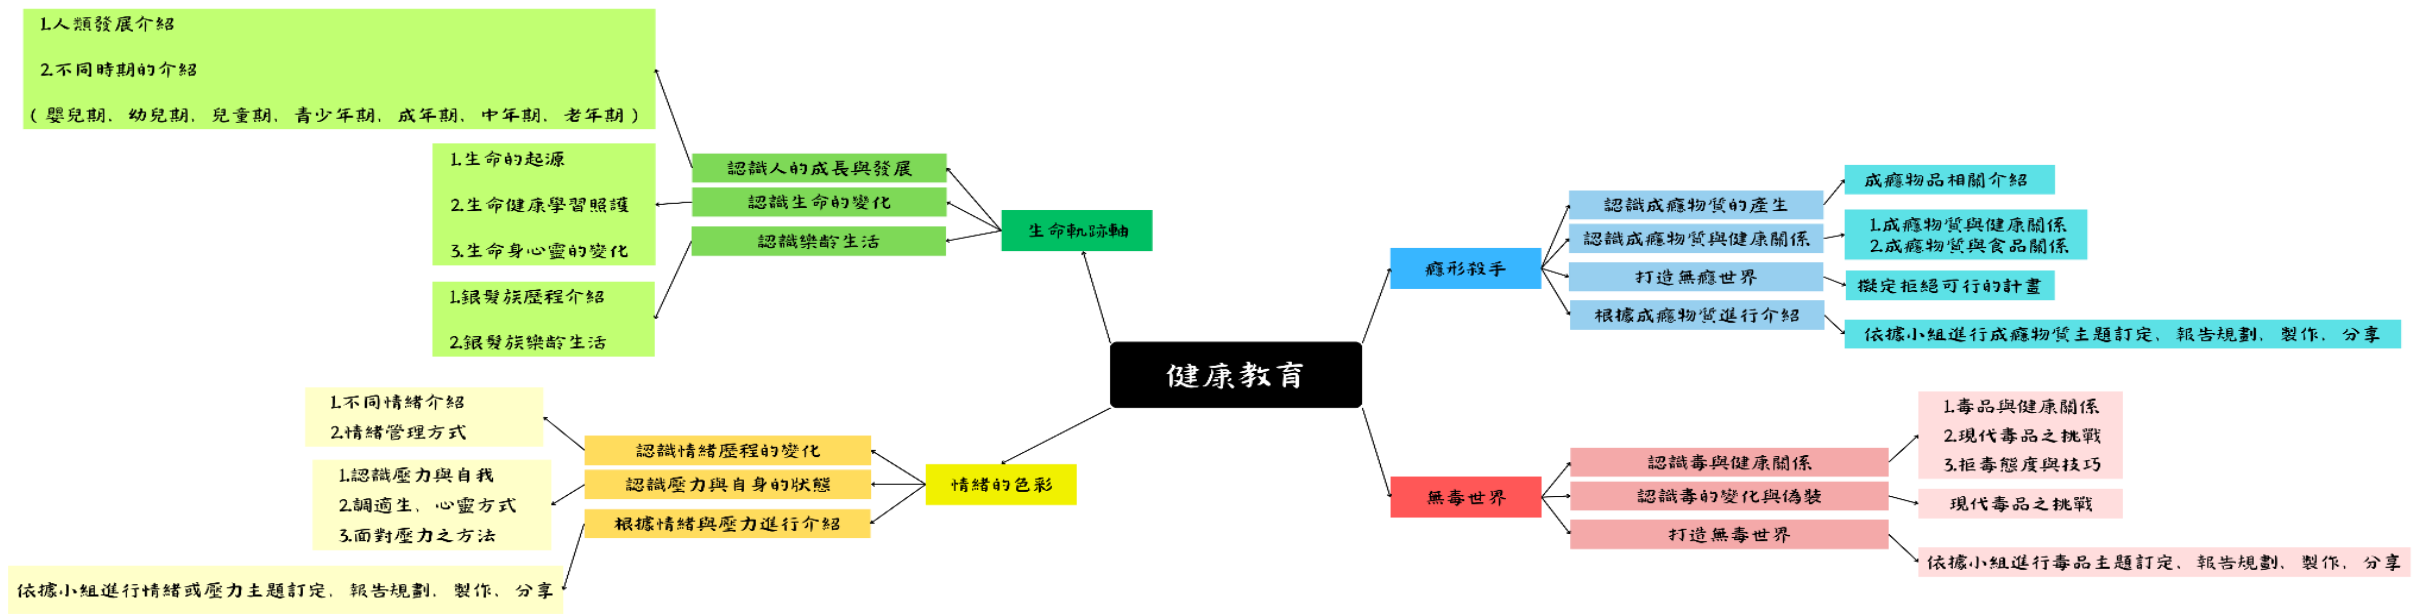 健康教育
生命軌跡軸
認識人的成長與發展
1.人類發展介紹
2.不同時期的介紹
(嬰兒期、幼兒期、兒童期、青少年期、成年期、中年期、老年期)
認識生命的變化
1.生命的起源
2.生命健康學習照護
3.生命身心靈的變化
認識樂齡生活
1.銀髮族歷程介紹
2.銀髮族樂齡生活
情緒的色彩
認識情緒歷程的變化
1.不同情緒介紹
2.情緒管理方式
認識壓力與自身的狀態
1.認識壓力與自我
2.調適生、心靈方式
3.面對壓力之方法
根據情緒與壓力進行介紹
依據小組進行情緒或壓力主題訂定、報告規劃、製作、分享
癮形殺手
認識成癮物質的產生
成癮物品相關介紹
認識成癮物質與健康關係
1.成癮物質與健康關係
2.成癮物質與食品關係
打造無癮世界
擬定拒絕可行的計畫
根據成癮物質進行介紹
依據小組進行成癮物質主題訂定、報告規劃、製作、分享
無毒世界
認識毒與健康關係
1.毒品與健康關係
2.現代毒品之挑戰
3.拒毒態度與技巧
認識毒的變化與偽裝
現代毒品之挑戰
打造無毒世界
依據小組進行毒品主題訂定、報告規劃、製作、分享